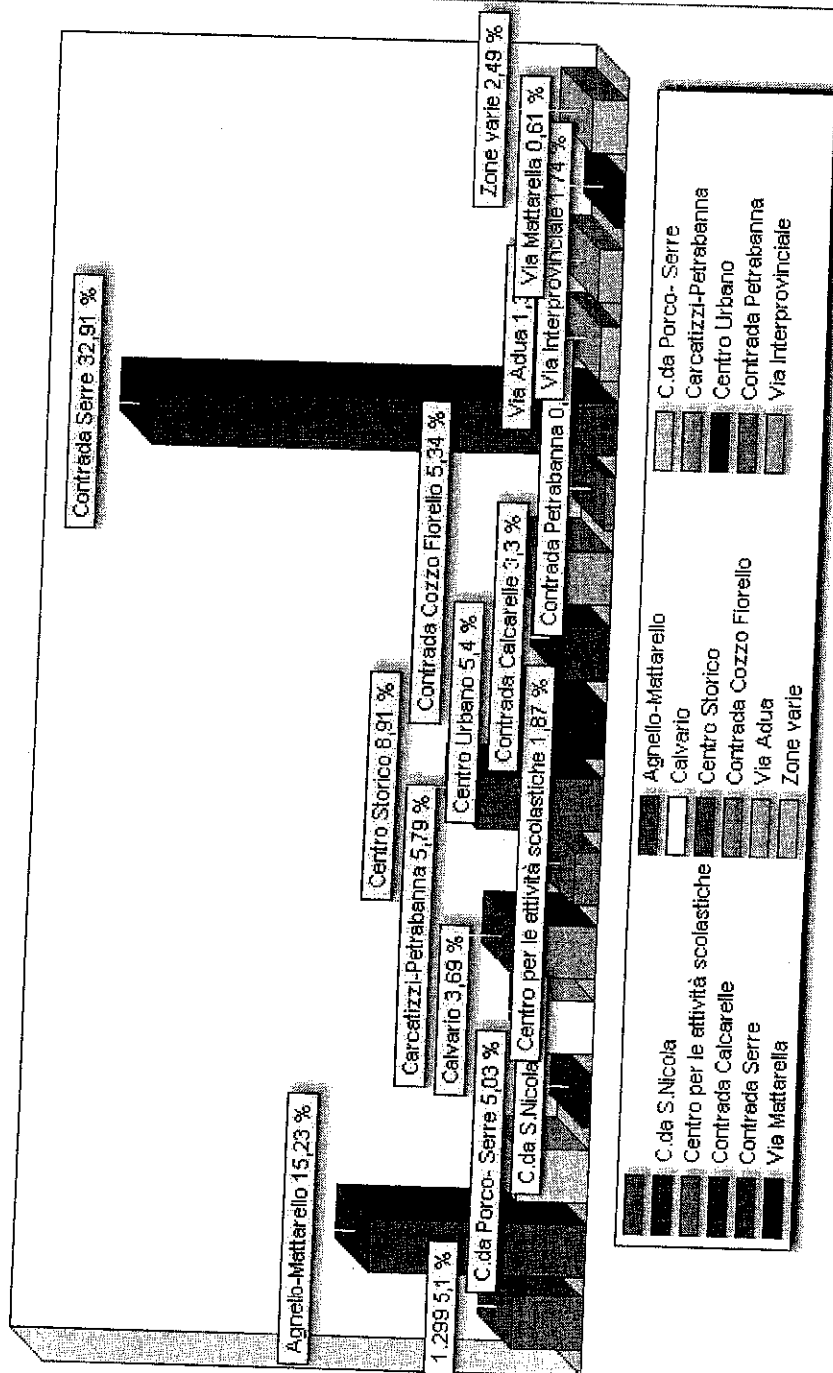 Contrada Serre 32,91 %
Agnello-Mattarello 15,23 %
Centro Storico 8,91 %
Contrada Cozzo Fiorello 5,34 %
Zone varie 2,49 %
Carcatizzi-Petrabanna 5,79 %
Centro Urbano 5,4 %
Calvario 3,69 %
Contrada Calcarelle 3,3 %
Via Adua 1,
Via Mattarella 0,61 %
1.299 5,1 %
C.da Porco- Serre 5,03 %
C.da S.Nicola
Centro per le attività scolastiche 1,87 %
Contrada Petrabanna 0,
Via Interprovinciale 1,74 %
Agnello-Mattarello
C.da Porco- Serre
C.da S.Nicola
Calvario
Carcatizzi-Petrabanna
Centro per le attività scolastiche
Centro Storico
Centro Urbano
Contrada Calcarelle
Contrada Cozzo Fiorello
Contrada Petrabanna
Contrada Serre
Via Adua
Via Interprovinciale
Via Mattarella
Zone varie